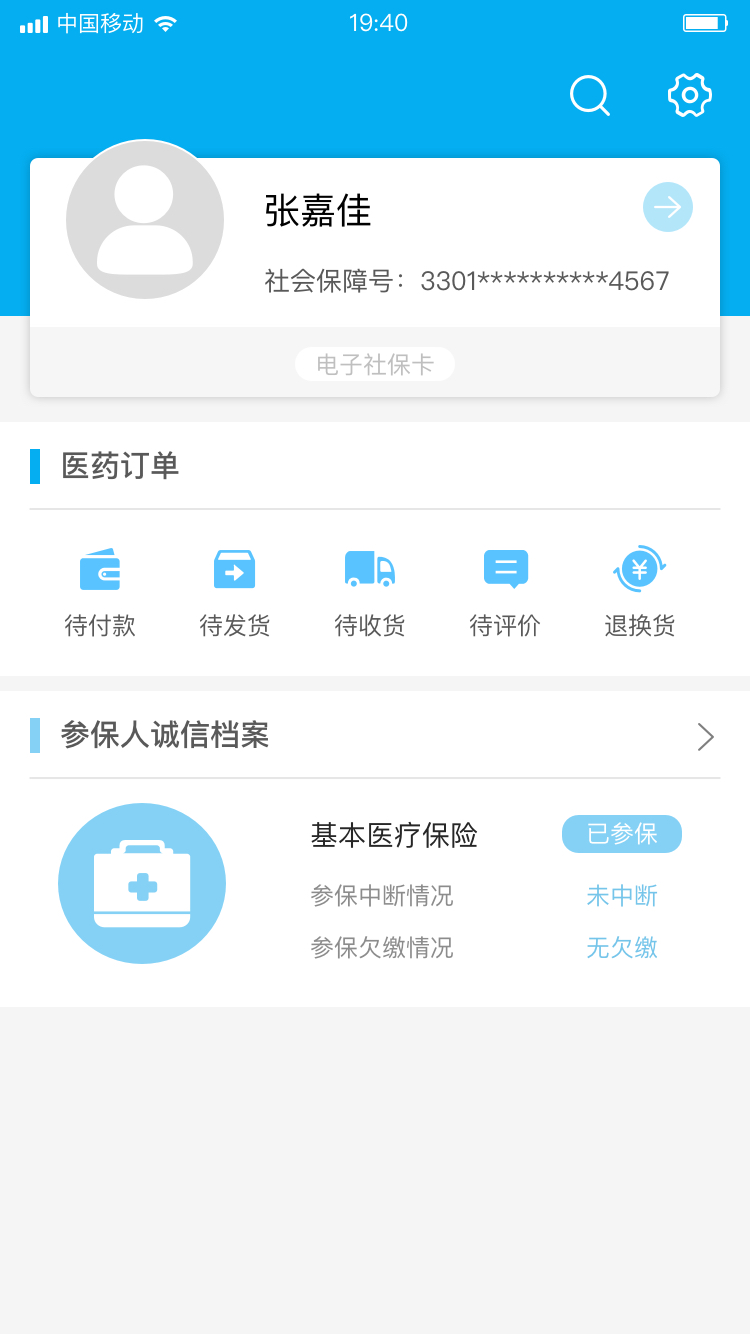 中国移动 19:40
张嘉佳
社会保障号：3301**********4567
电子社保卡
医药订单
¥
待付款 待发货 待收货 待评价 退换货
参保人诚信档案
基本医疗保险 已参保
参保中断情况 未中断
参保欠缴情况 无欠缴